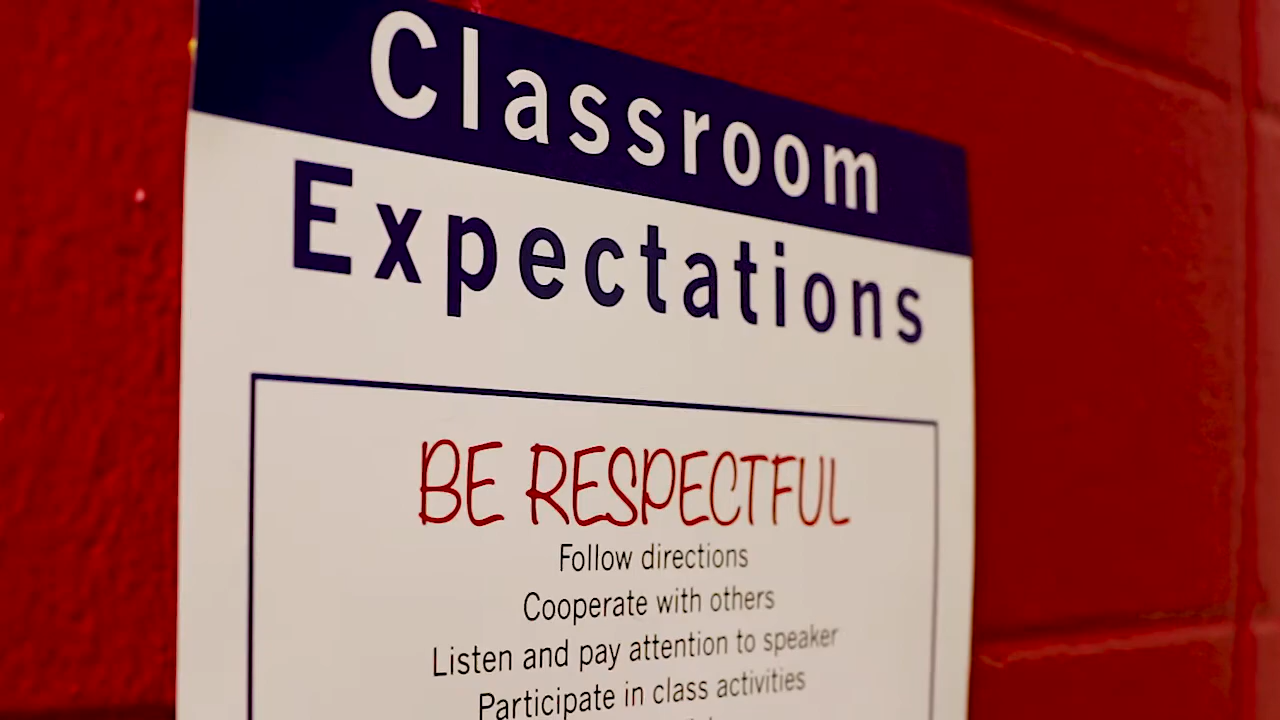 Classroom
Expectations
BE RESPECTFUL
Follow directions
Cooperate with others
Listen and pay attention to speaker
Participate in class activities